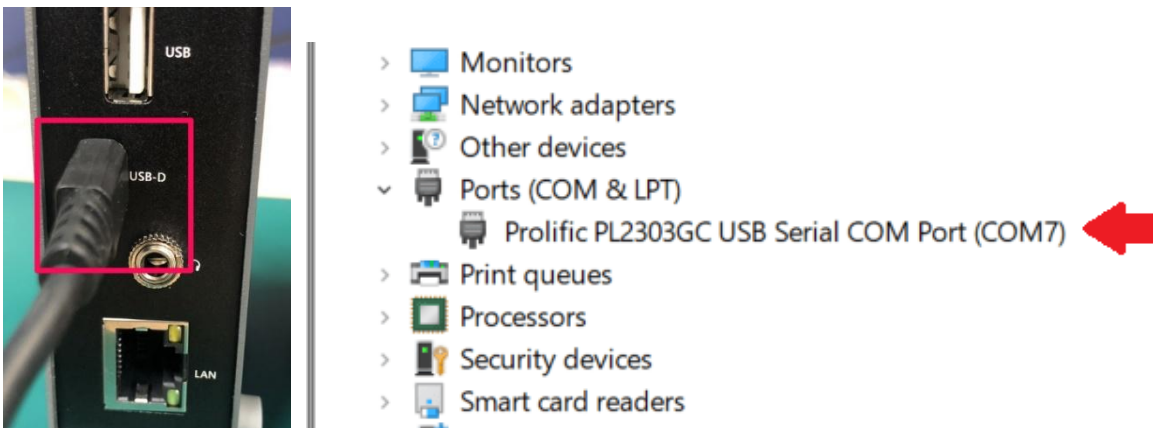 USB
USB-D
LAN
Monitors
Network adapters
Other devices
Ports (COM & LPT)
Prolific PL2303GC USB Serial COM Port (COM7)
Print queues
Processors
Security devices
Smart card readers